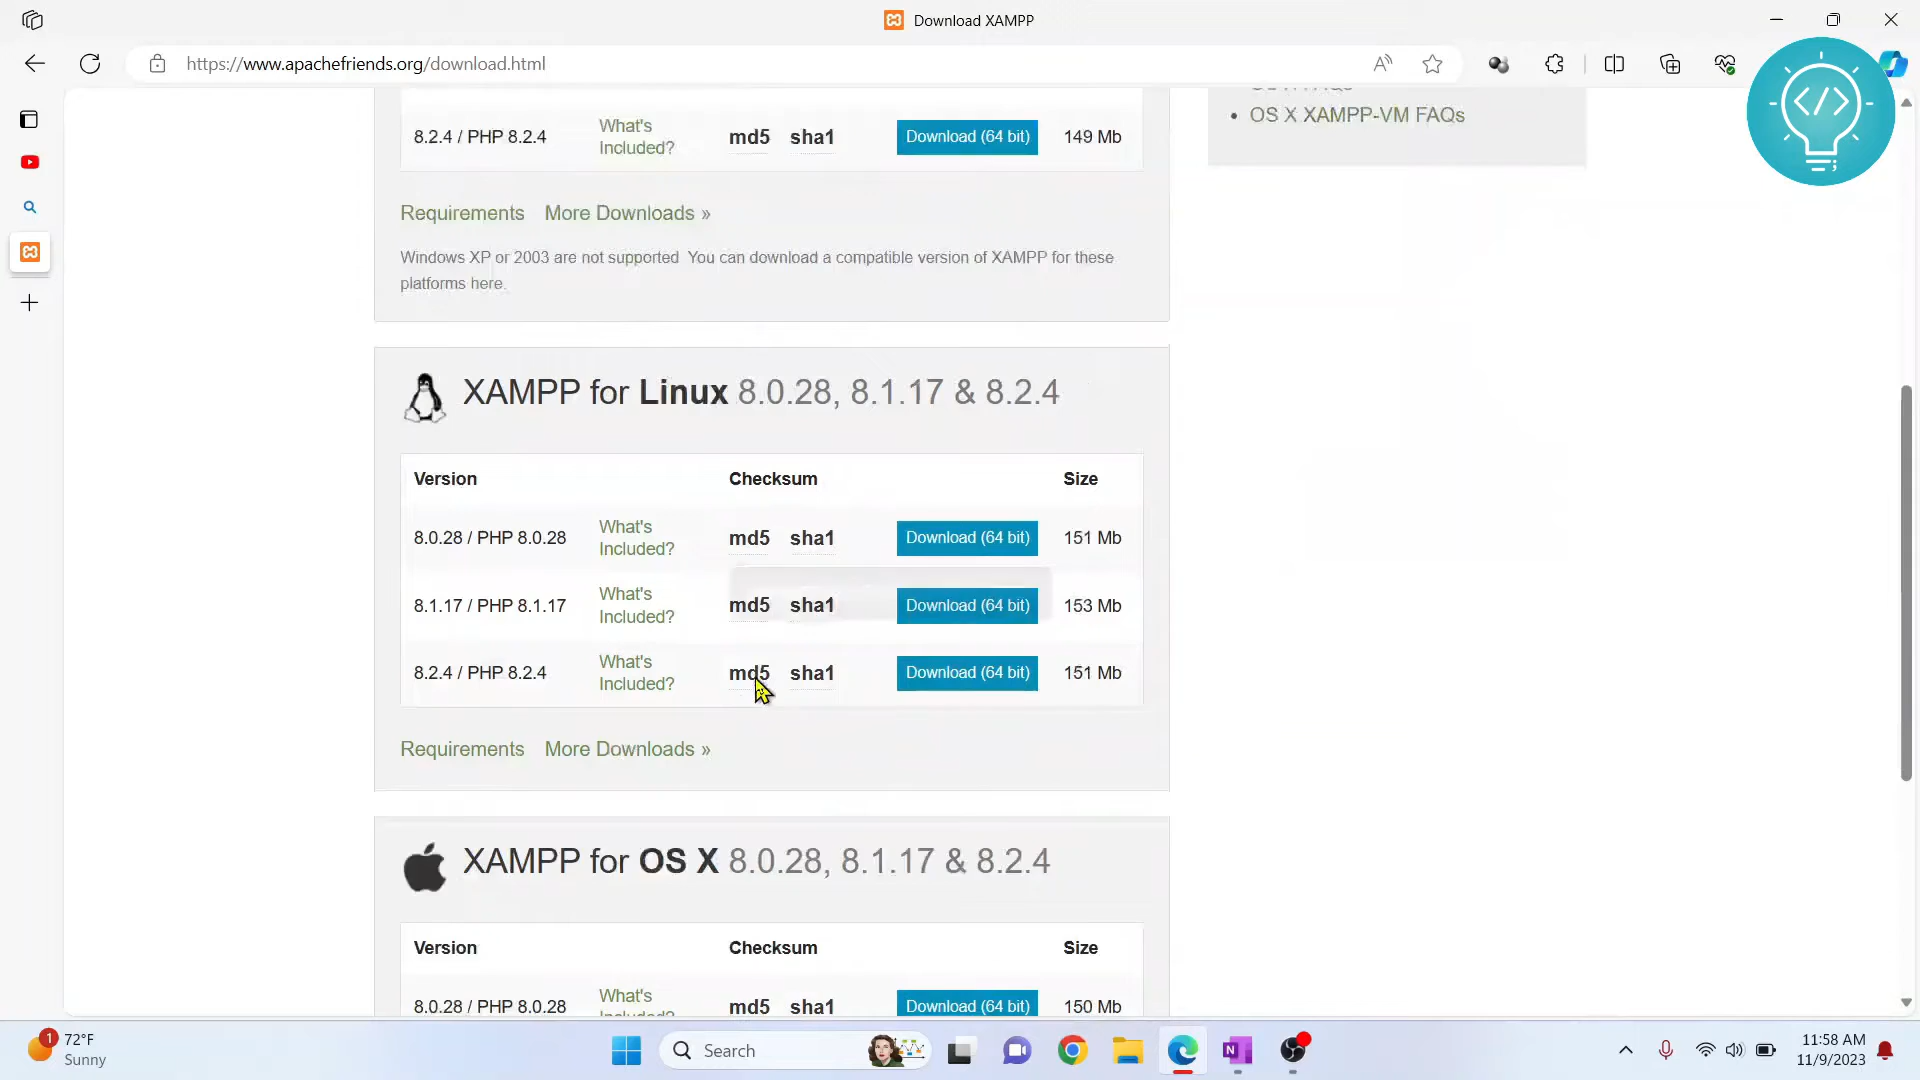 Download XAMPP
https://www.apachefriends.org/download.html
OS X XAMPP-VM FAQs
8.2.4 / PHP 8.2.4 What's Included? md5 sha1 Download (64 bit) 149 Mb
Requirements More Downloads »
Windows XP or 2003 are not supported. You can download a compatible version of XAMPP for these
platforms here.
XAMPP for Linux 8.0.28, 8.1.17 & 8.2.4
Version Checksum Size
8.0.28 / PHP 8.0.28 What's Included? md5 sha1 Download (64 bit) 151 Mb
8.1.17 / PHP 8.1.17 What's Included? md5 sha1 Download (64 bit) 153 Mb
8.2.4 / PHP 8.2.4 What's Included? md5 sha1 Download (64 bit) 151 Mb
Requirements More Downloads »
XAMPP for OS X 8.0.28, 8.1.17 & 8.2.4
Version Checksum Size
8.0.28 / PHP 8.0.28 What's md5 sha1 Download (64 bit) 150 Mb
1 72°F
Sunny
Search
11:58 AM
11/9/2023